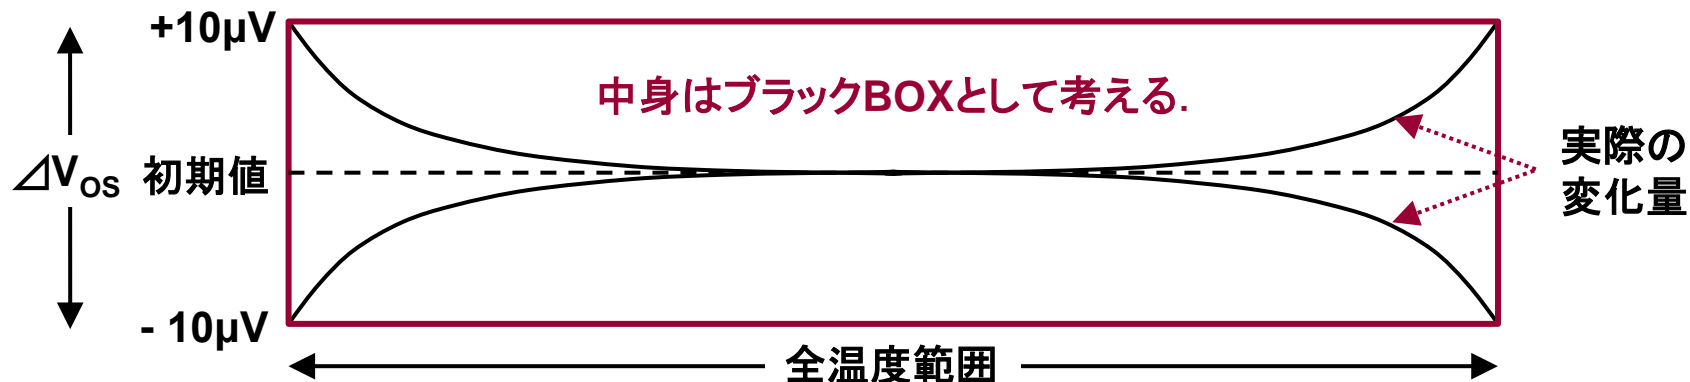 +10μV
中身はブラックBOXとして考える.
⊿VOS 初期値
実際の
変化量
- 10μV
全温度範囲